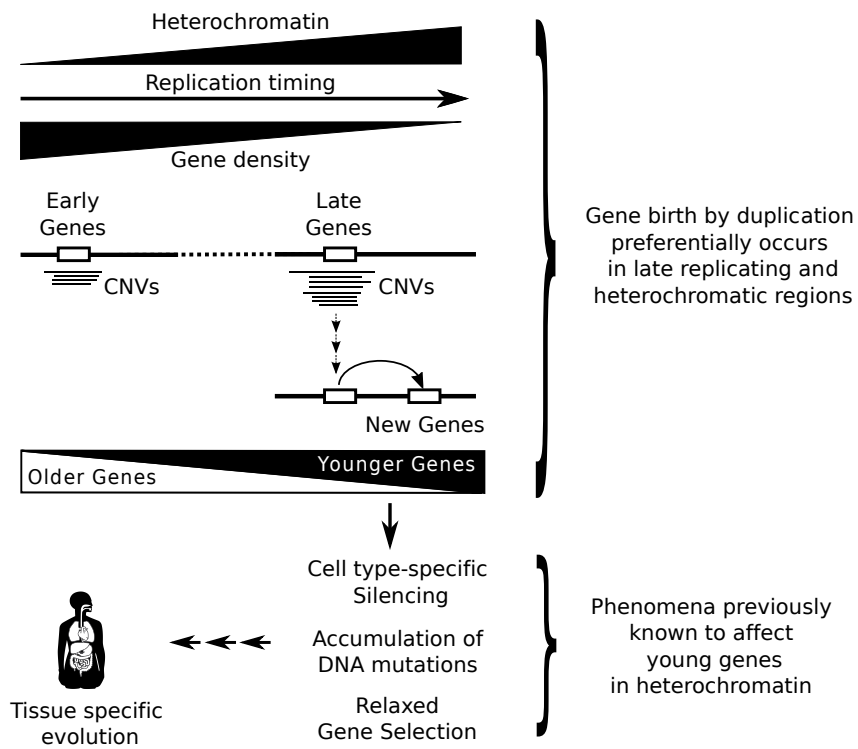 Heterochromatin
Replication timing
Gene density
Early
Genes
Late
Genes
CNVs
CNVs
New Genes
Older Genes
Younger Genes
Gene birth by duplication
preferentially occurs
in late replicating and
heterochromatic regions
Cell type-specific
Silencing
Accumulation of
DNA mutations
Relaxed
Gene Selection
Tissue specific
evolution
Phenomena previously
known to affect
young genes
in heterochromatin